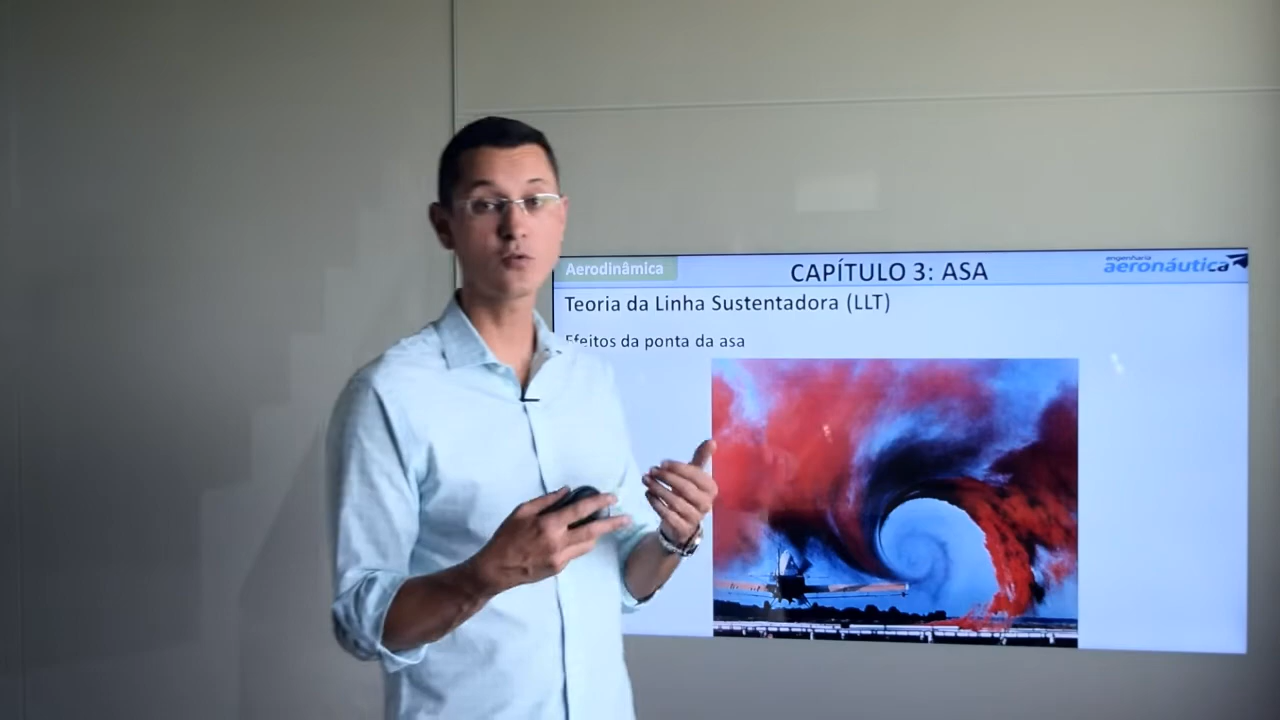 Aerodinâmica
CAPÍTULO 3: ASA
engenharia
aeronáutica
Teoria da Linha Sustentadora (LLT)
Efeitos da ponta da asa